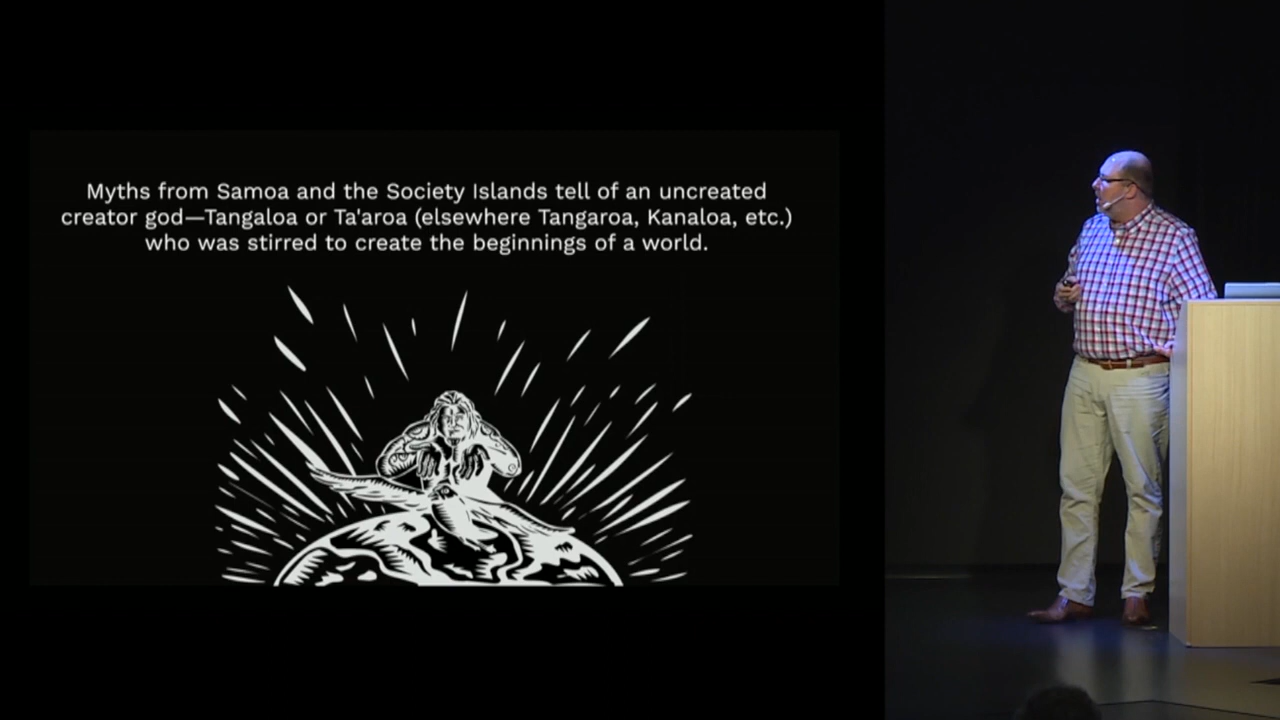 Myths from Samoa and the Society Islands tell of an uncreated
creator god—Tangaloa or Ta'aroa (elsewhere Tangaroa, Kanaloa, etc.)
who was stirred to create the beginnings of a world.